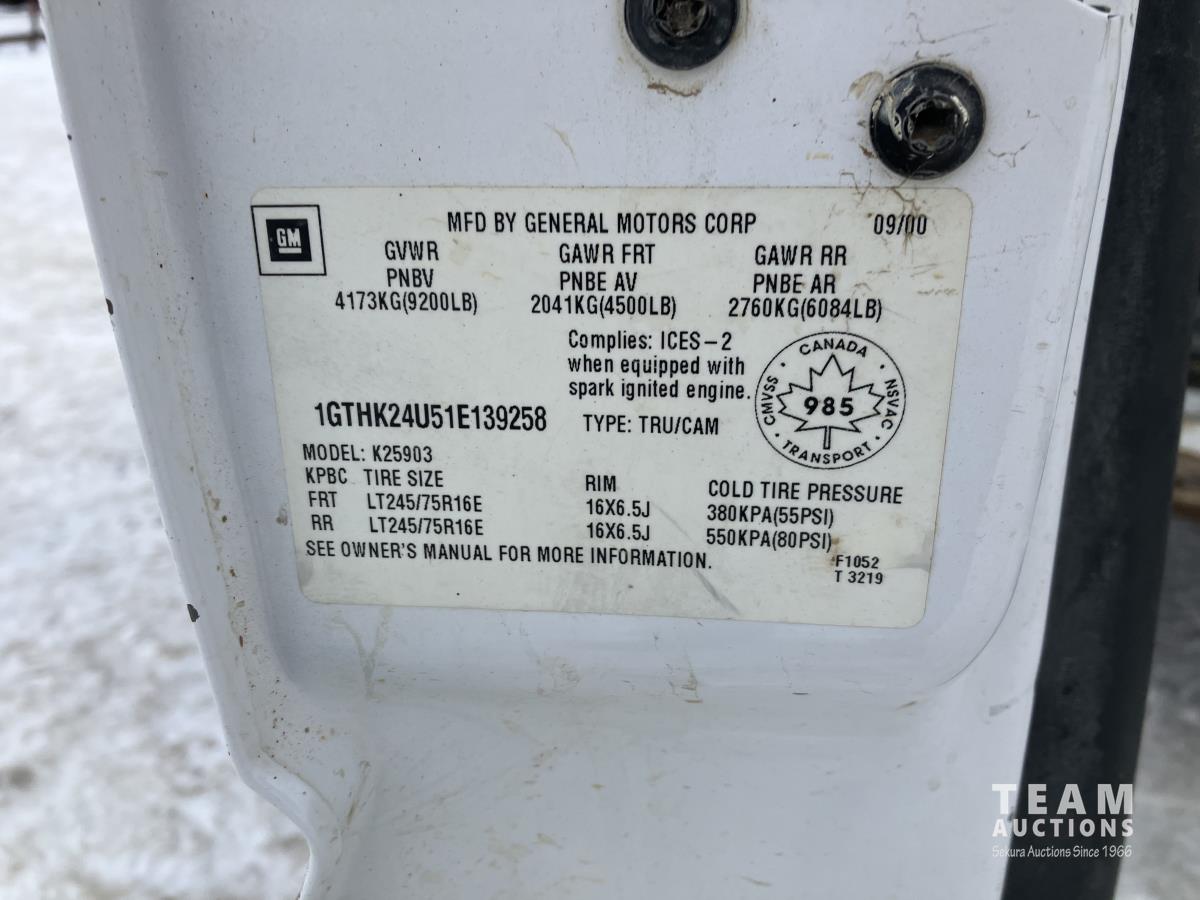 GM
MFD BY GENERAL MOTORS CORP 09/00
GVWR GAWR FRT GAWR RR
PNBV PNBE AV PNBE AR
4173KG(9200LB) 2041KG(4500LB) 2760KG(6084LB)
Complies: ICES-2
when equipped with
spark ignited engine.
CANADA
CMVSS 985 NSVAC
TRANSPORT
1GTHK24U51E139258 TYPE: TRU/CAM
MODEL: K25903
KPBC TIRE SIZE RIM COLD TIRE PRESSURE
FRT LT245/75R16E 16X6.5J 380KPA(55PSI)
RR LT245/75R16E 16X6.5J 550KPA(80PSI)
SEE OWNER'S MANUAL FOR MORE INFORMATION.
F1052
T 3219
TEAM
AUCTIONS
Sekura Auctions Since 1966